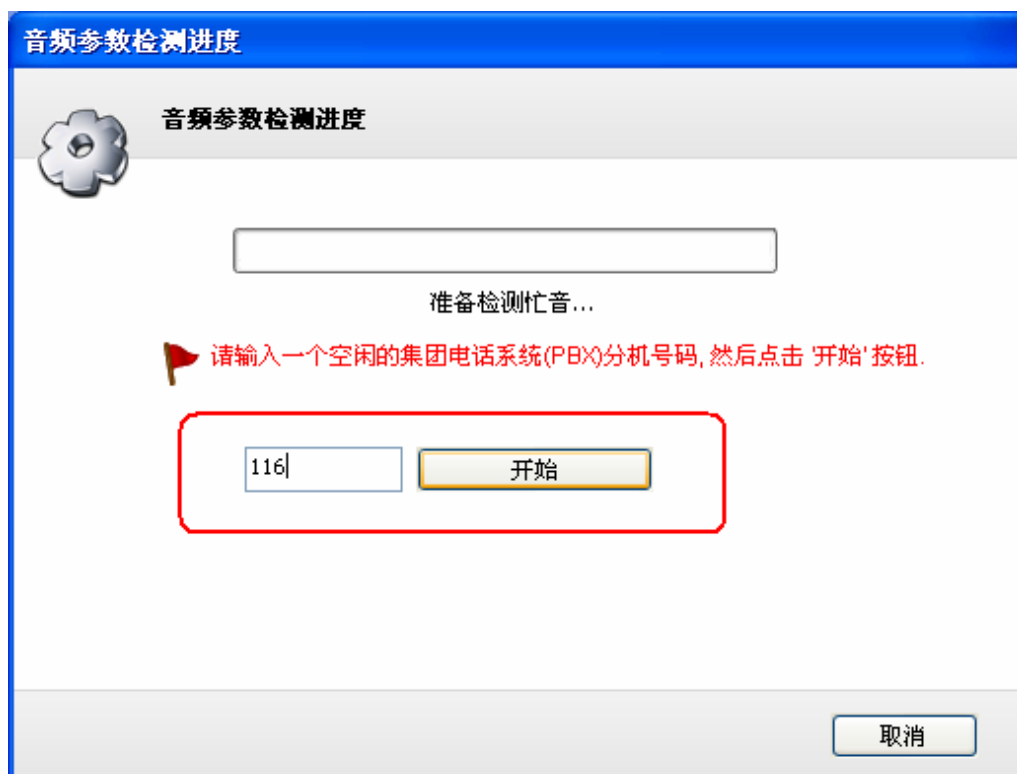 音频参数检测进度
音频参数检测进度
准备检测忙音...
请输入一个空闲的集团电话系统(PBX)分机号码, 然后点击 '开始' 按钮.
116
开始
取消